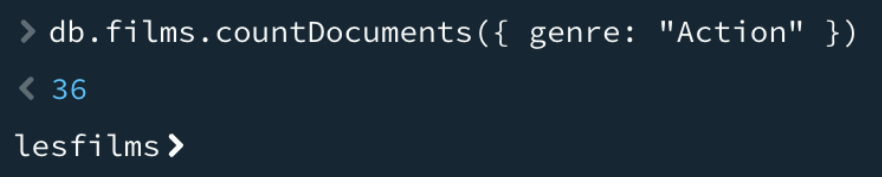 > db.films.countDocuments({ genre: "Action" })
< 36
lesfilms>